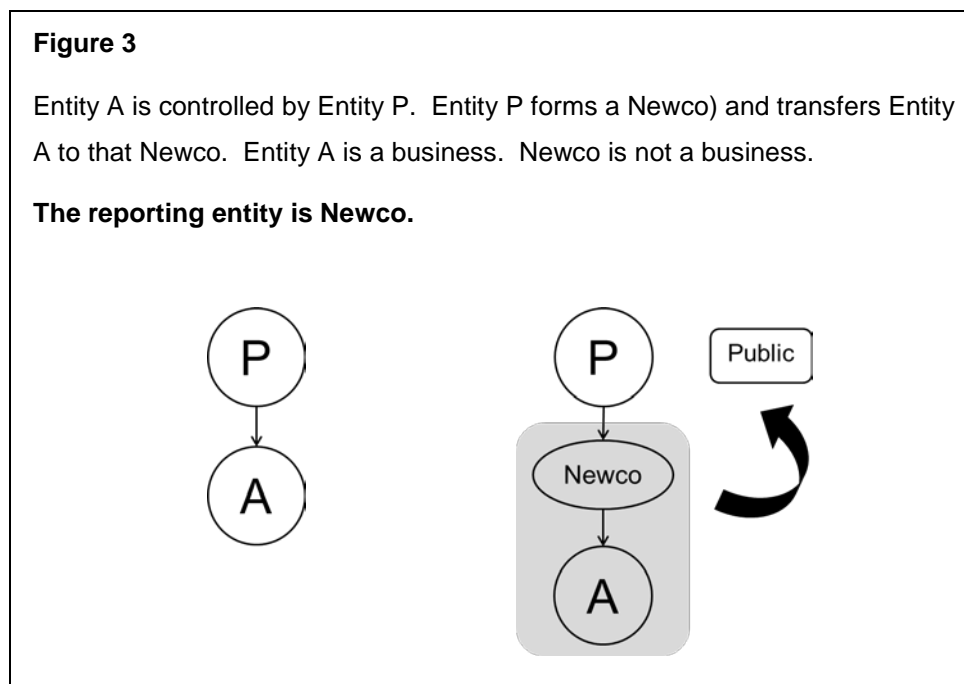 Figure 3
Entity A is controlled by Entity P.  Entity P forms a Newco) and transfers Entity
A to that Newco.  Entity A is a business.  Newco is not a business.
The reporting entity is Newco.
P
P
Public
Newco
A
A